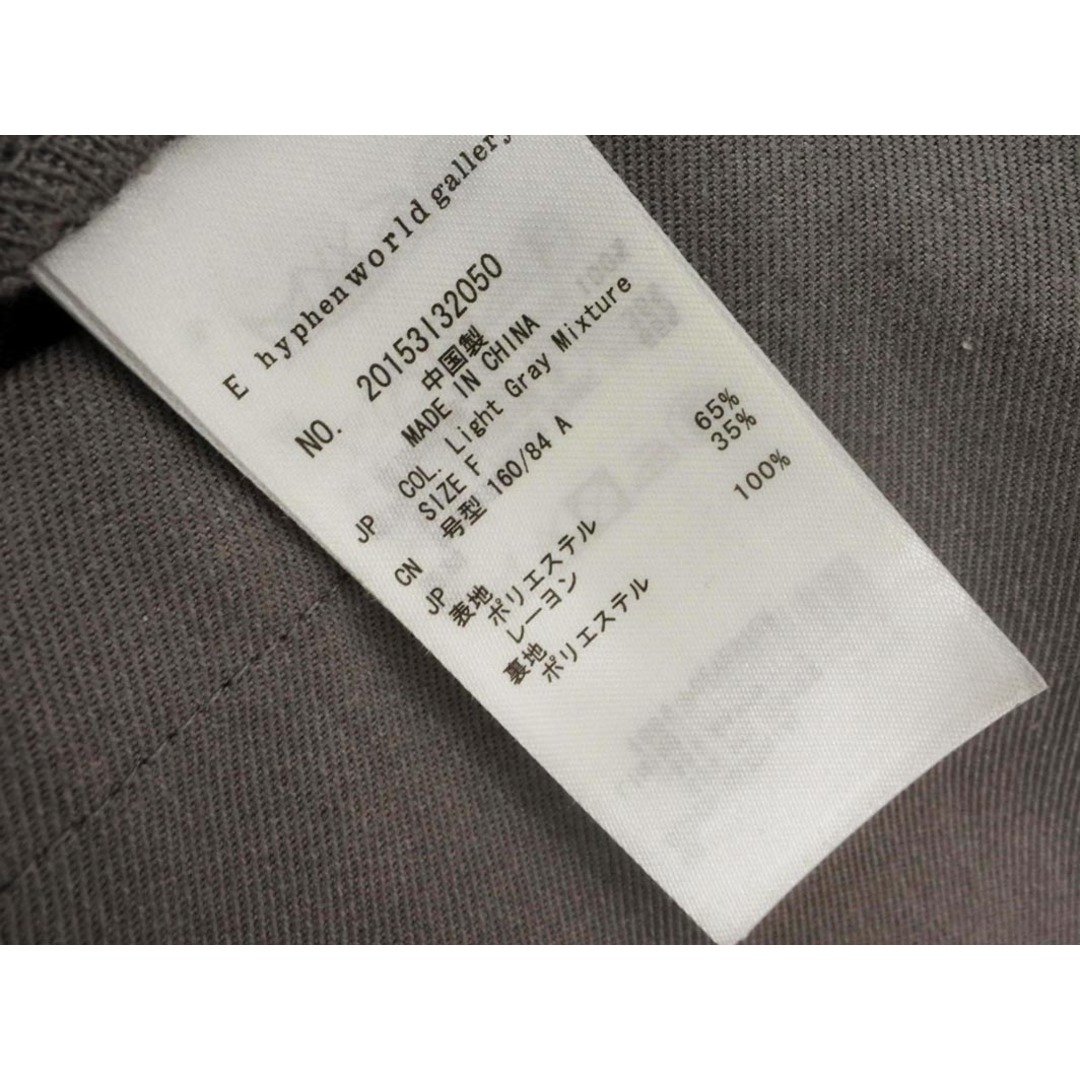 E hyphen world gallery
NO. 20153132050
中国製
MADE IN CHINA
COL. Light Gray Mixture
JP SIZE F
CN 号型 160/84 A
JP 表地
ポリエステル 65%
レーヨン 35%
裏地
ポリエステル 100%